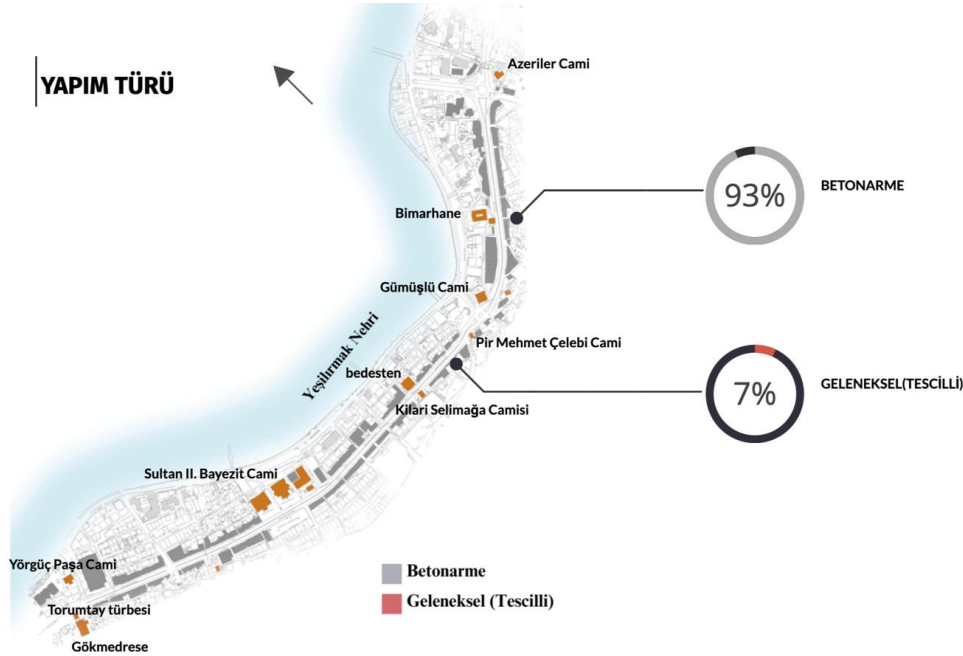 YAPIM TÜRÜ
Azeriler Cami
93%
BETONARME
Bimarhane
Gümüşlü Cami
Yeşilırmak Nehri
Pir Mehmet Çelebi Cami
bedesten
7%
GELENEKSEL(TESCİLLİ)
Kilari Selimağa Camisi
Sultan II. Bayezit Cami
Yörgüç Paşa Cami
Betonarme
Geleneksel (Tescilli)
Torumtay türbesi
Gökmedrese